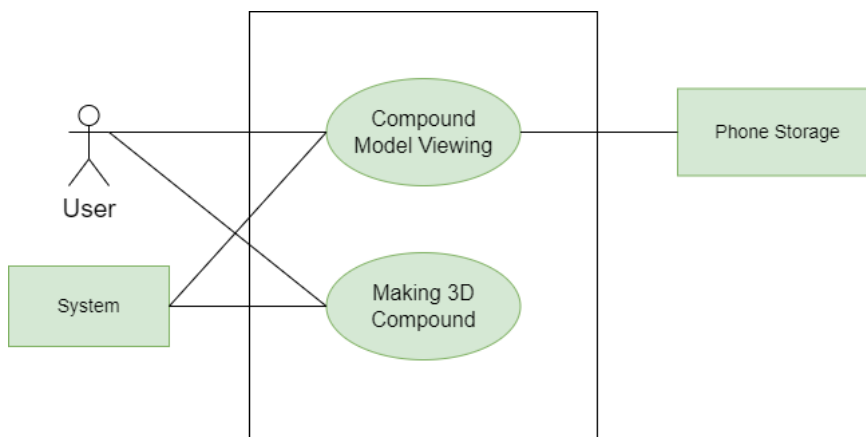 Compound
Model Viewing
Phone Storage
User
System
Making 3D
Compound